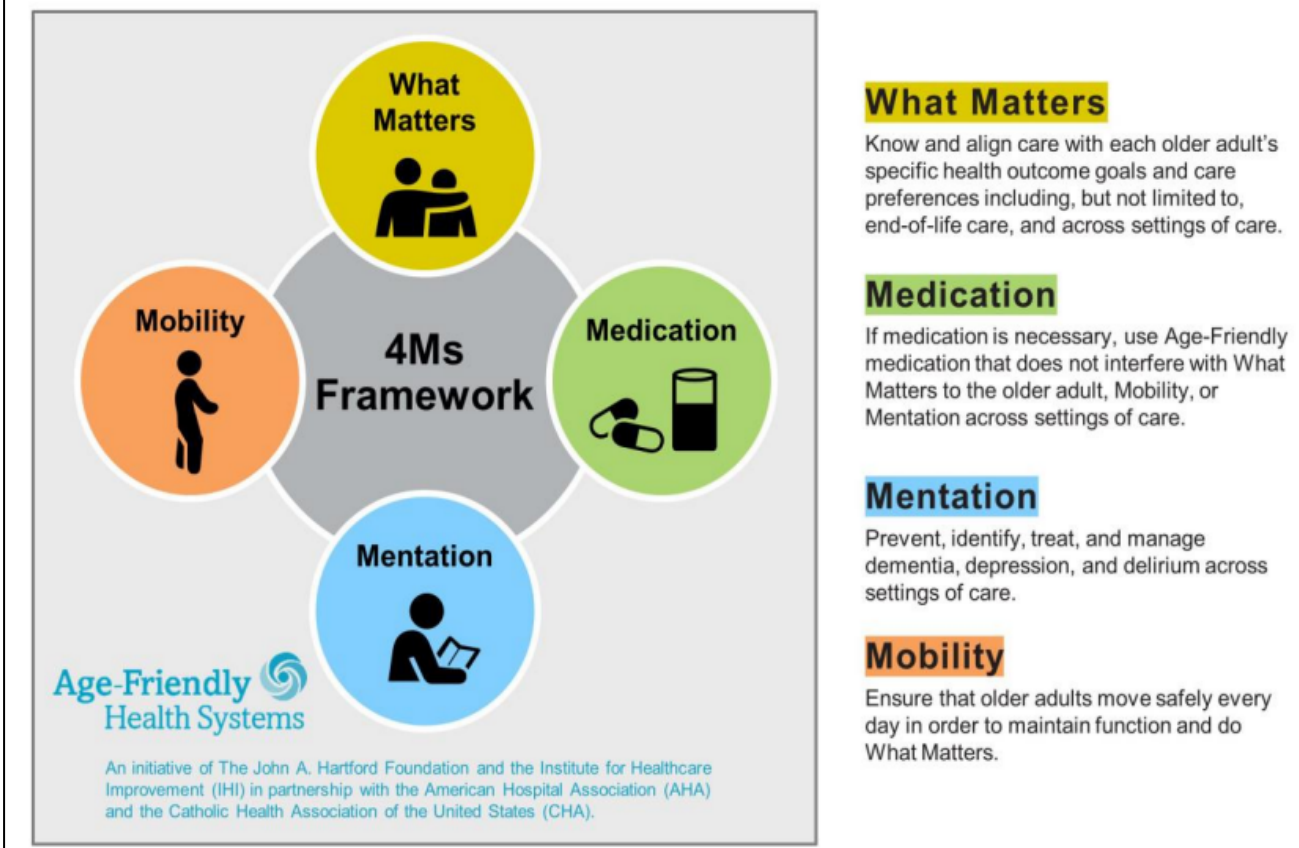 What
Matters
Mobility
4Ms
Framework
Medication
Mentation
Age-Friendly
Health Systems
An initiative of The John A. Hartford Foundation and the Institute for Healthcare
Improvement (IHI) in partnership with the American Hospital Association (AHA)
and the Catholic Health Association of the United States (CHA).
What Matters
Know and align care with each older adult's
specific health outcome goals and care
preferences including, but not limited to,
end-of-life care, and across settings of care.
Medication
If medication is necessary, use Age-Friendly
medication that does not interfere with What
Matters to the older adult, Mobility, or
Mentation across settings of care.
Mentation
Prevent, identify, treat, and manage
dementia, depression, and delirium across
settings of care.
Mobility
Ensure that older adults move safely every
day in order to maintain function and do
What Matters.